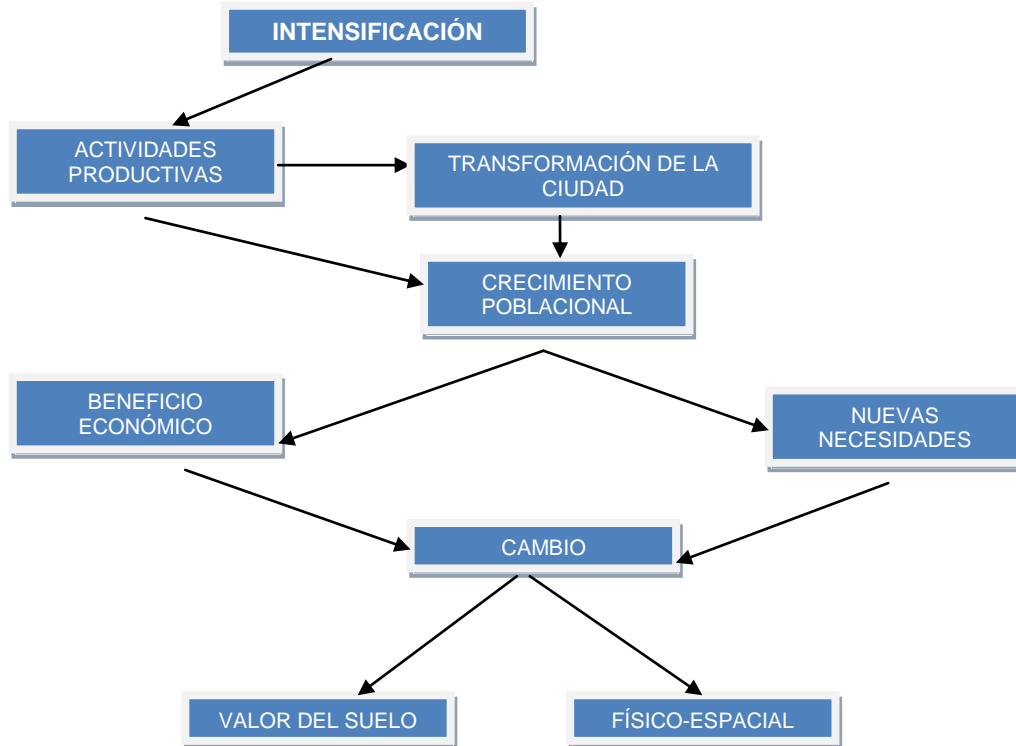 INTENSIFICACIÓN
ACTIVIDADES
PRODUCTIVAS
TRANSFORMACIÓN DE LA
CIUDAD
CRECIMIENTO
POBLACIONAL
BENEFICIO
ECONÓMICO
NUEVAS
NECESIDADES
CAMBIO
VALOR DEL SUELO
FÍSICO-ESPACIAL